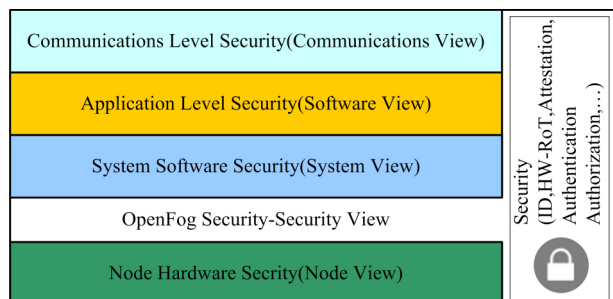 Communications Level Security(Communications View)
Application Level Security(Software View)
System Software Security(System View)
OpenFog Security-Security View
Node Hardware Secrity(Node View)
Security
(ID,HW-RoT,Attestation,
Authentication
Authorization,…)